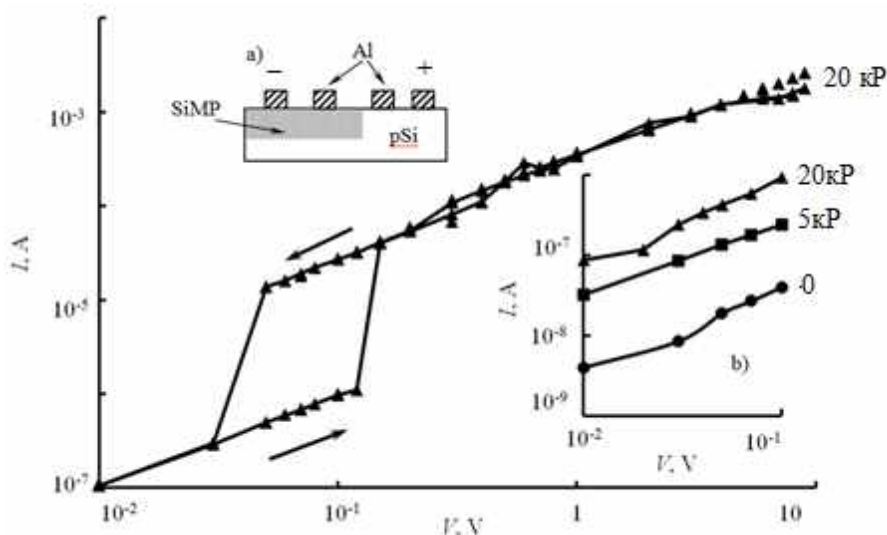 a) Al
− +
SiMP
pSi
20 кР
10⁻³
20кР
5кР
10⁻⁷
I, A
I, A
0
10⁻⁵
10⁻⁸
b)
10⁻⁹
10⁻² 10⁻¹
V, V
10⁻⁷
10⁻² 10⁻¹ 1 10
V, V